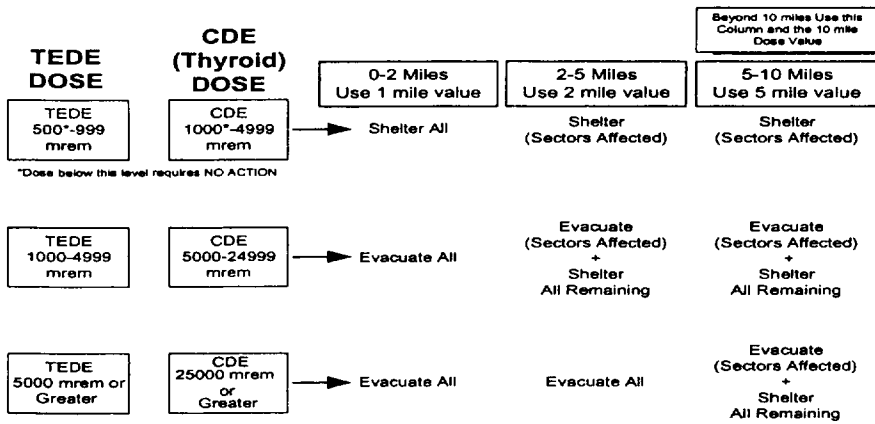 Beyond 10 miles Use this
Column and the 10 mile
Dose Value
TEDE
DOSE
CDE
(Thyroid)
DOSE
0-2 Miles
Use 1 mile value
2-5 Miles
Use 2 mile value
5-10 Miles
Use 5 mile value
TEDE
500*-999
mrem
CDE
1000*-4999
mrem
Shelter All
Shelter
(Sectors Affected)
Shelter
(Sectors Affected)
*Dose below this level requires NO ACTION
TEDE
1000-4999
mrem
CDE
5000-24999
mrem
Evacuate All
Evacuate
(Sectors Affected)
+
Shelter
All Remaining
Evacuate
(Sectors Affected)
+
Shelter
All Remaining
TEDE
5000 mrem or
Greater
CDE
25000 mrem
or
Greater
Evacuate All
Evacuate All
Evacuate
(Sectors Affected)
+
Shelter
All Remaining